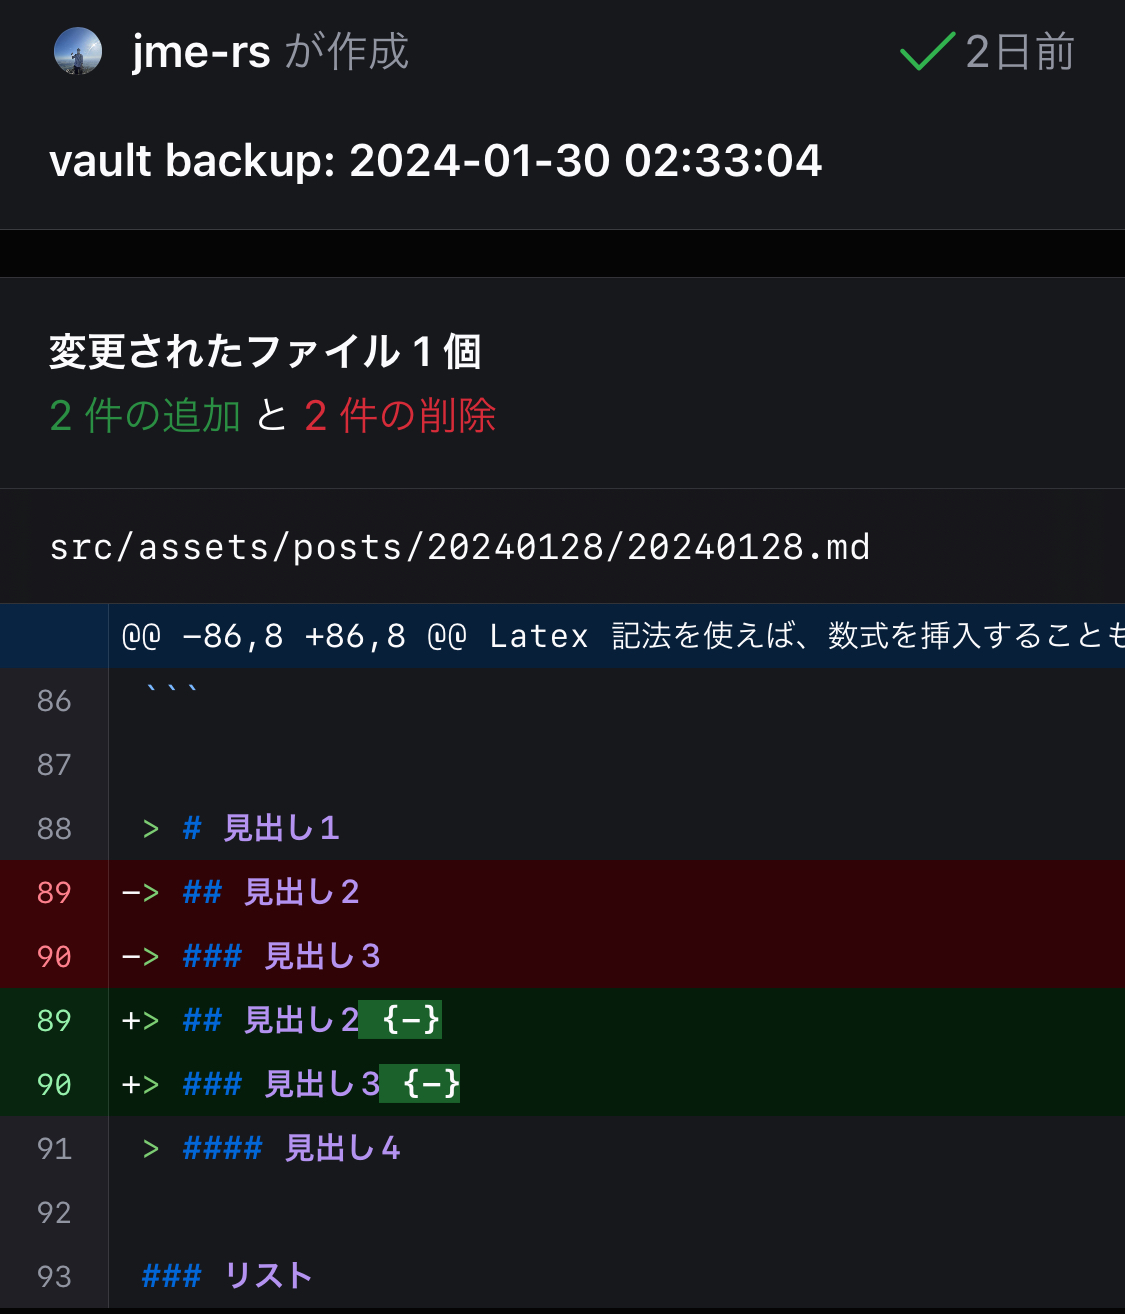 jme-rs が作成 2日前
vault backup: 2024-01-30 02:33:04
変更されたファイル 1 個
2 件の追加 と 2 件の削除
src/assets/posts/20240128/20240128.md
@@ -86,8 +86,8 @@ Latex 記法を使えば、数式を挿入することも
86 ```
87
88 > # 見出し1
89 -> ## 見出し2
90 -> ### 見出し3
89 +> ## 見出し2 {-}
90 +> ### 見出し3 {-}
91 > #### 見出し4
92
93 ### リスト